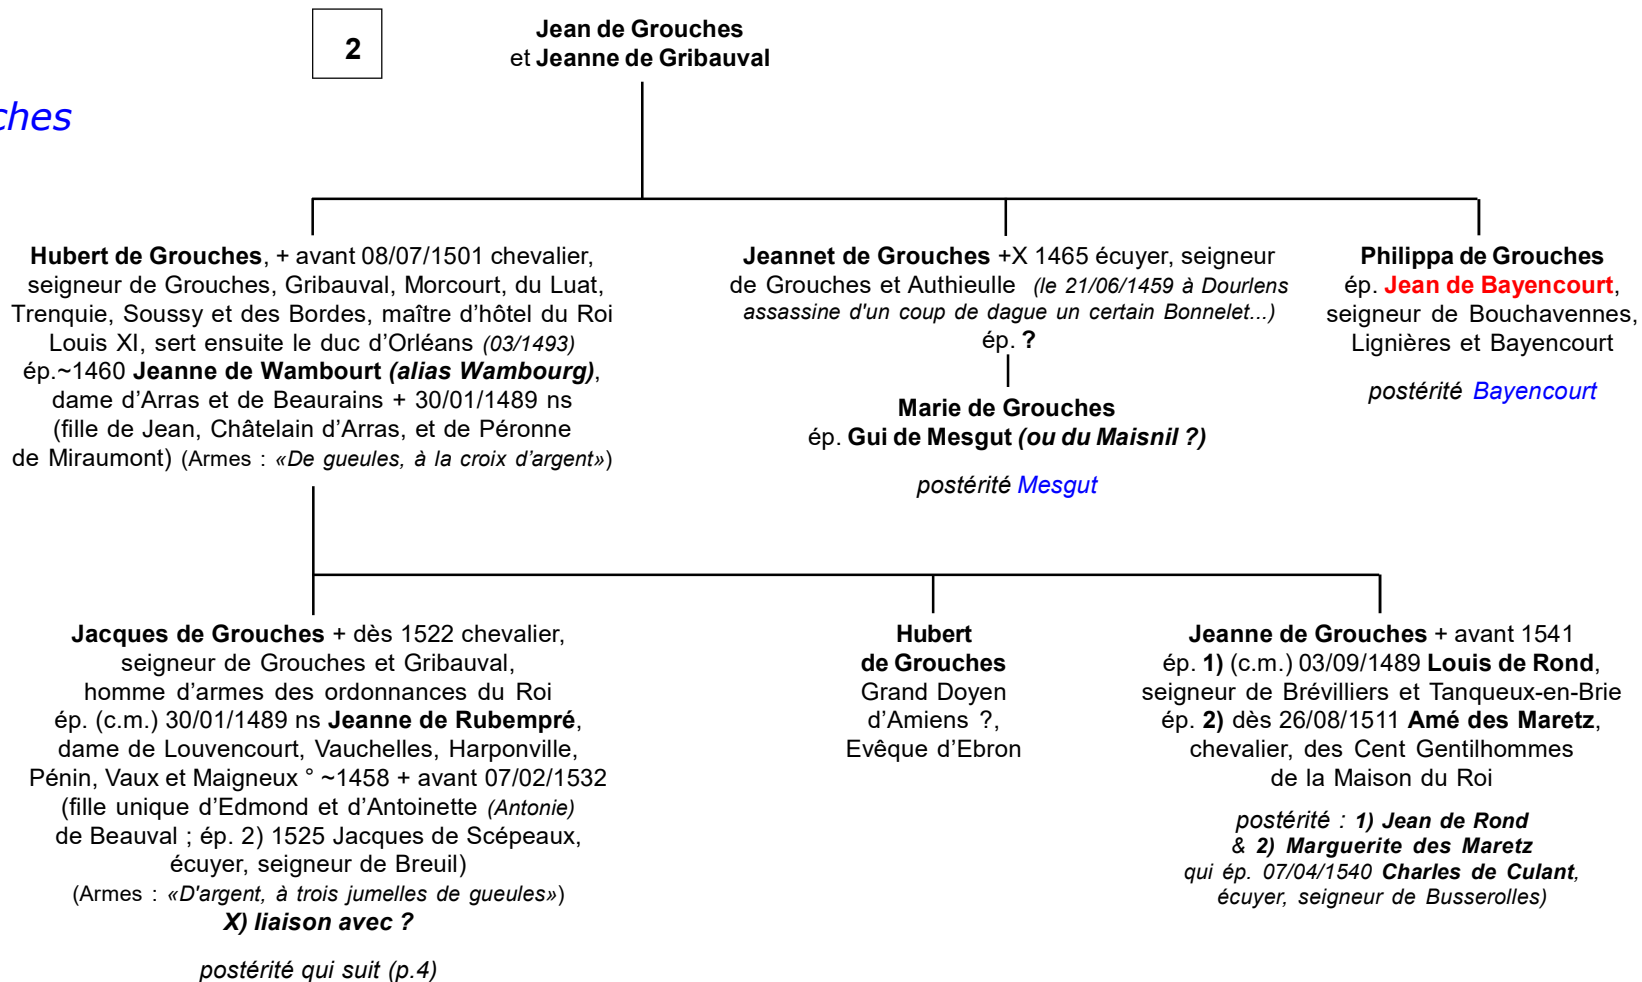 2
Jean de Grouches
et Jeanne de Gribauval
ches
Hubert de Grouches, + avant 08/07/1501 chevalier,
seigneur de Grouches, Gribauval, Morcourt, du Luat,
Trenquie, Soussy et des Bordes, maître d'hôtel du Roi
Louis XI, sert ensuite le duc d'Orléans (03/1493)
ép.~1460 Jeanne de Wambourt (alias Wambourg),
dame d'Arras et de Beaurains + 30/01/1489 ns
(fille de Jean, Châtelain d'Arras, et de Péronne
de Miraumont) (Armes : «De gueules, à la croix d'argent»)
Jeannet de Grouches +X 1465 écuyer, seigneur
de Grouches et Authieulle (le 21/06/1459 à Dourlens
assassine d'un coup de dague un certain Bonnelet...)
ép. ?
Marie de Grouches
ép. Gui de Mesgut (ou du Maisnil ?)
postérité Mesgut
Philippa de Grouches
ép. Jean de Bayencourt,
seigneur de Bouchavennes,
Lignières et Bayencourt
postérité Bayencourt
Jacques de Grouches + dès 1522 chevalier,
seigneur de Grouches et Gribauval,
homme d'armes des ordonnances du Roi
ép. (c.m.) 30/01/1489 ns Jeanne de Rubempré,
dame de Louvencourt, Vauchelles, Harponville,
Pénin, Vaux et Maigneux ° ~1458 + avant 07/02/1532
(fille unique d'Edmond et d'Antoinette (Antonie)
de Beauval ; ép. 2) 1525 Jacques de Scépeaux,
écuyer, seigneur de Breuil)
(Armes : «D'argent, à trois jumelles de gueules»)
X) liaison avec ?
postérité qui suit (p.4)
Hubert
de Grouches
Grand Doyen
d'Amiens ?,
Evêque d'Ebron
Jeanne de Grouches + avant 1541
ép. 1) (c.m.) 03/09/1489 Louis de Rond,
seigneur de Brévilliers et Tanqueux-en-Brie
ép. 2) dès 26/08/1511 Amé des Maretz,
chevalier, des Cent Gentilhommes
de la Maison du Roi
postérité : 1) Jean de Rond
& 2) Marguerite des Maretz
qui ép. 07/04/1540 Charles de Culant,
écuyer, seigneur de Busserolles)